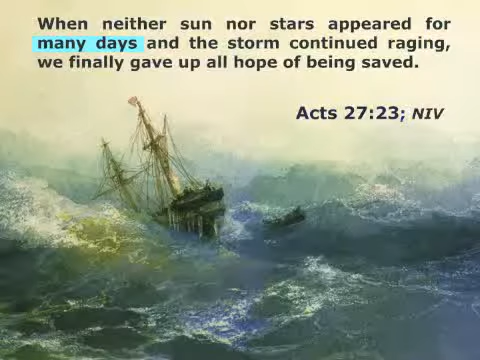 When neither sun nor stars appeared for
many days and the storm continued raging,
we finally gave up all hope of being saved.
Acts 27:23; NIV